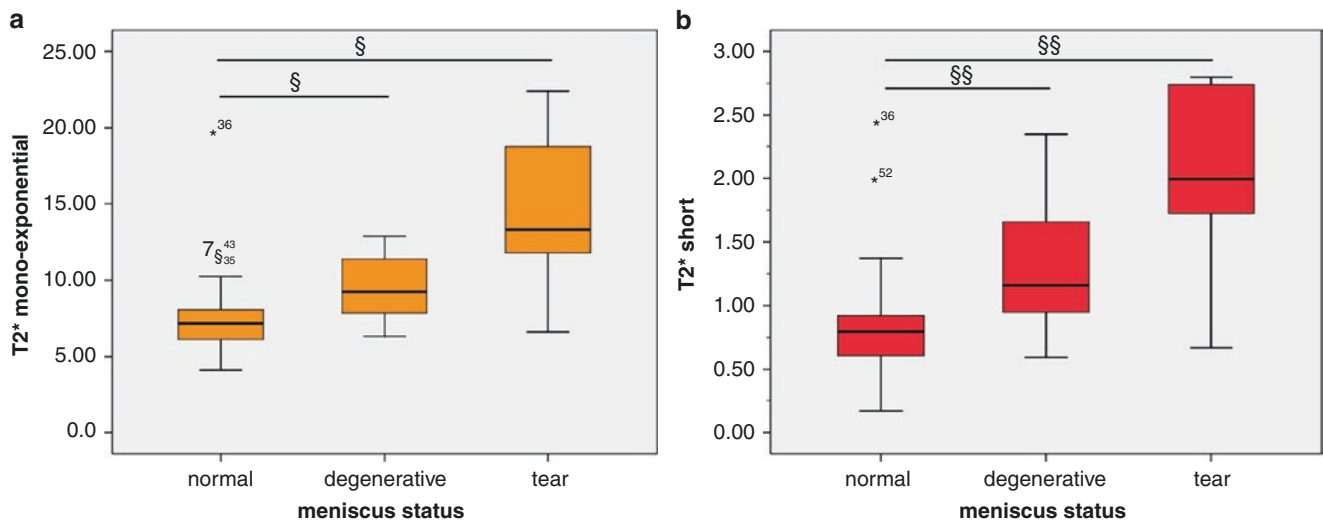 a
25.00
20.00
15.00
10.00
5.00
0.0
T2* mono-exponential
§
§
*36
7§43
35
normal degenerative tear
meniscus status
b
3.00
2.50
2.00
1.50
1.00
0.50
0.00
T2* short
§§
§§
*36
*52
normal degenerative tear
meniscus status